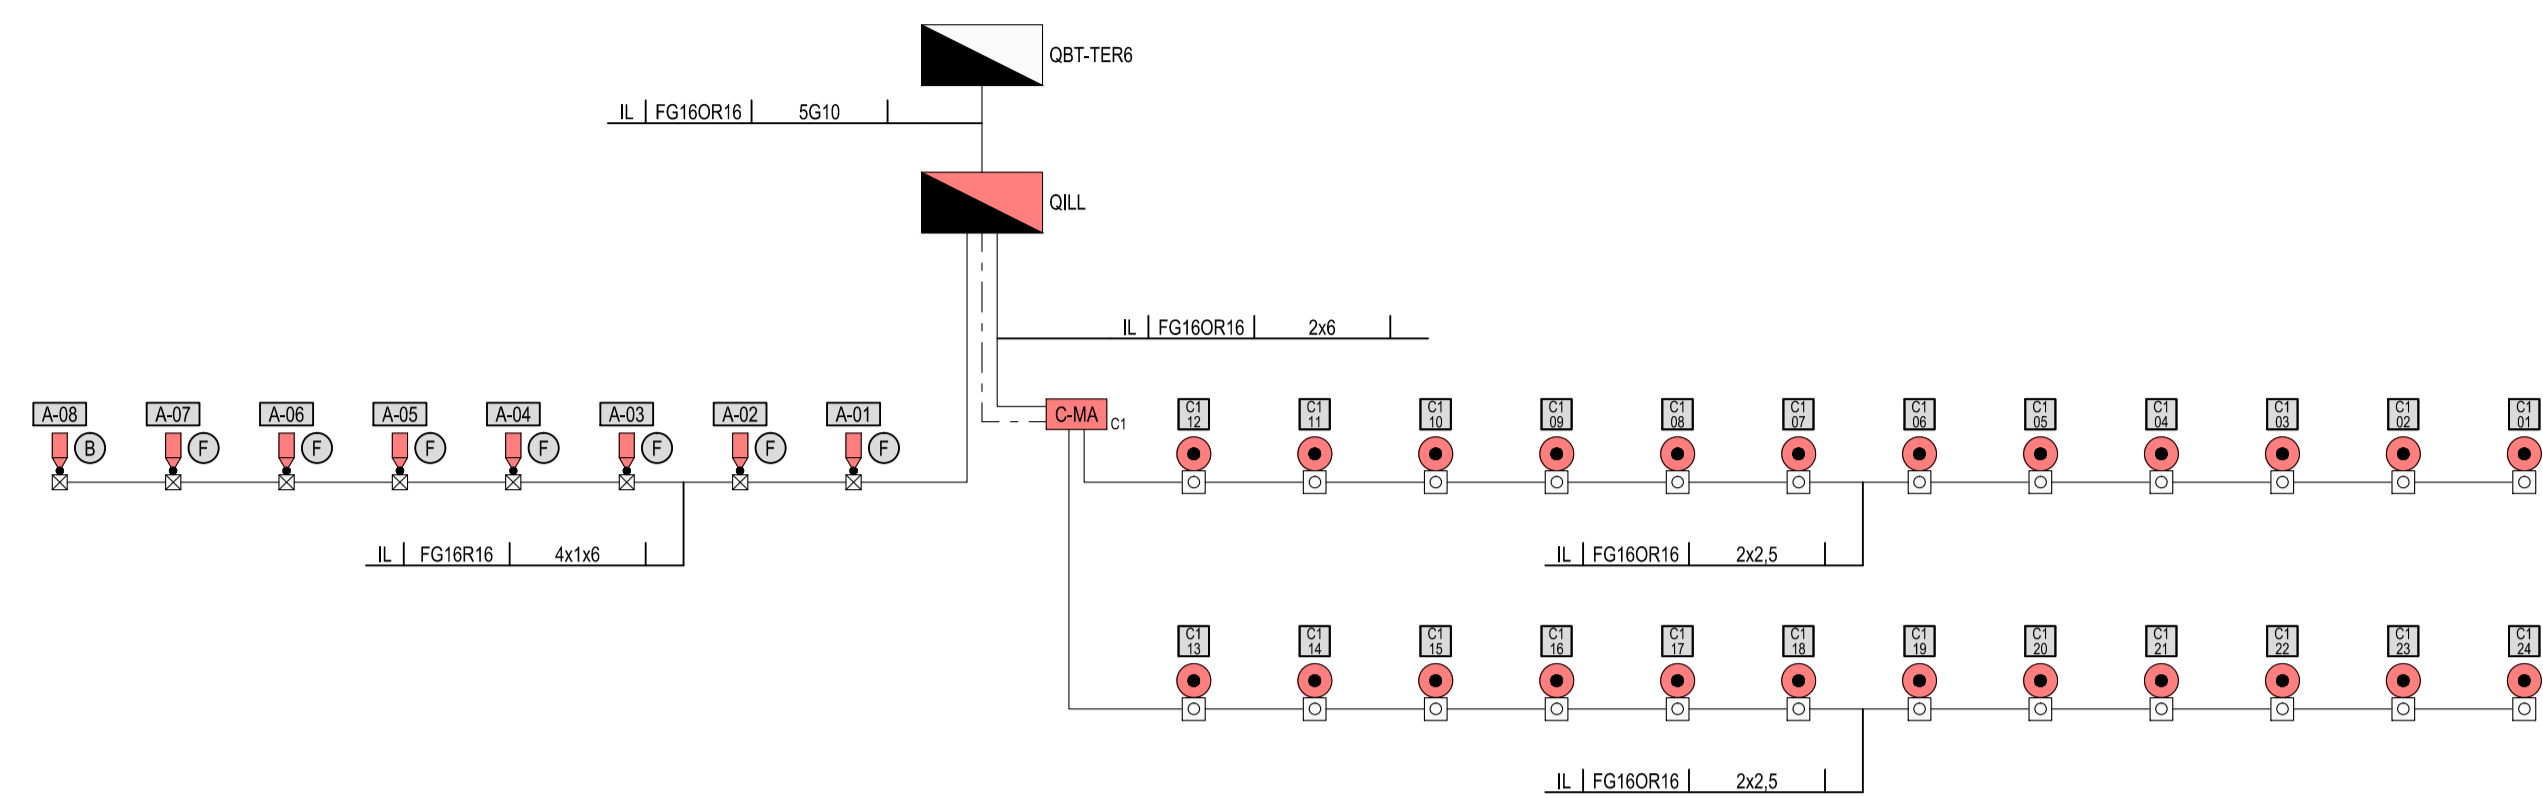 QBT-TER6
IL FG16OR16 5G10
QILL
IL FG16OR16 2x6
A-08 A-07 A-06 A-05 A-04 A-03 A-02 A-01
B F F F F F F F
C-MA C1
C1 C1 C1 C1 C1 C1 C1 C1 C1 C1 C1 C1
12 11 10 09 08 07 06 05 04 03 02 01
IL FG16R16 4x1x6
IL FG16OR16 2x2,5
C1 C1 C1 C1 C1 C1 C1 C1 C1 C1 C1 C1
13 14 15 16 17 18 19 20 21 22 23 24
IL FG16OR16 2x2,5